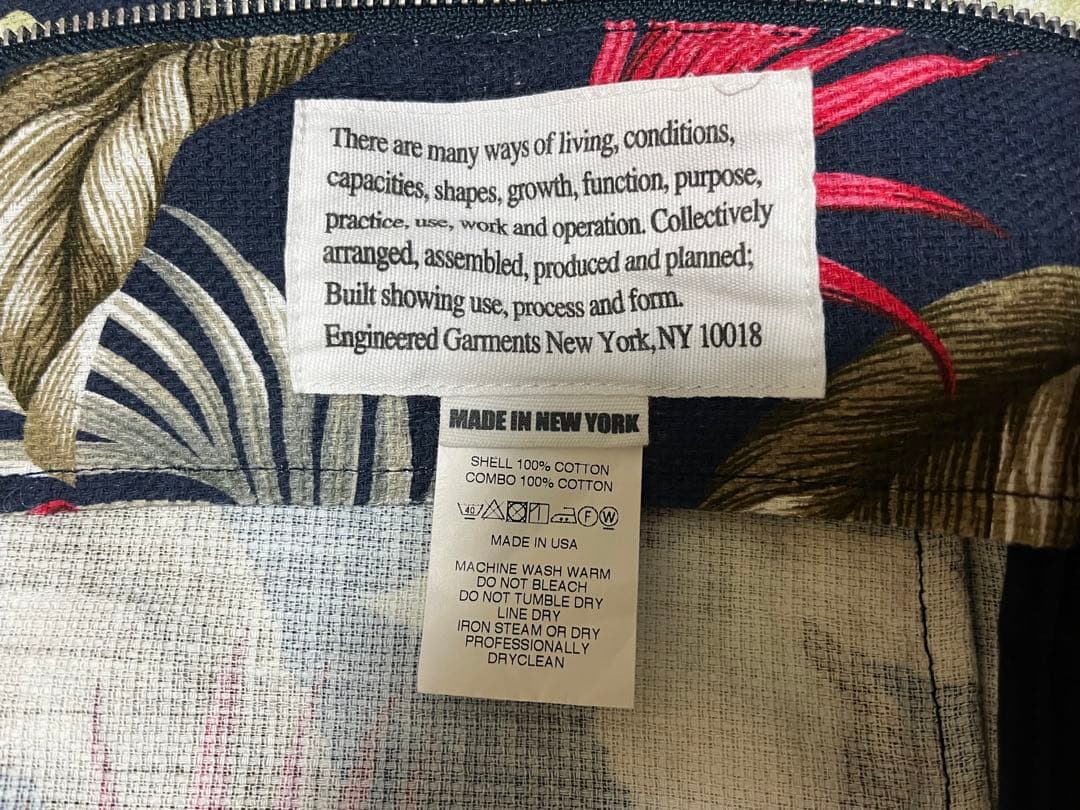 There are many ways of living, conditions,
capacities, shapes, growth, function, purpose,
practice, use, work and operation. Collectively
arranged, assembled, produced and planned;
Built showing use, process and form.
Engineered Garments New York, NY 10018
MADE IN NEW YORK
SHELL 100% COTTON
COMBO 100% COTTON
40 F W
MADE IN USA
MACHINE WASH WARM
DO NOT BLEACH
DO NOT TUMBLE DRY
LINE DRY
IRON STEAM OR DRY
PROFESSIONALLY
DRYCLEAN